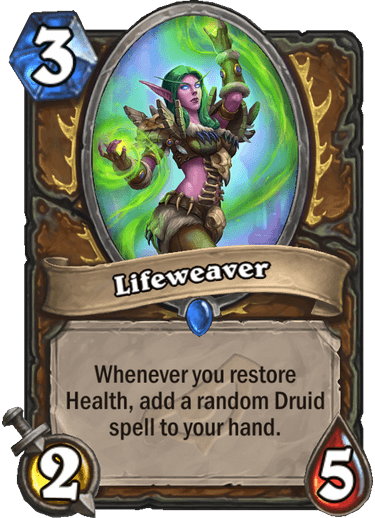 3
Lifeweaver
Whenever you restore
Health, add a random Druid
spell to your hand.
2
5